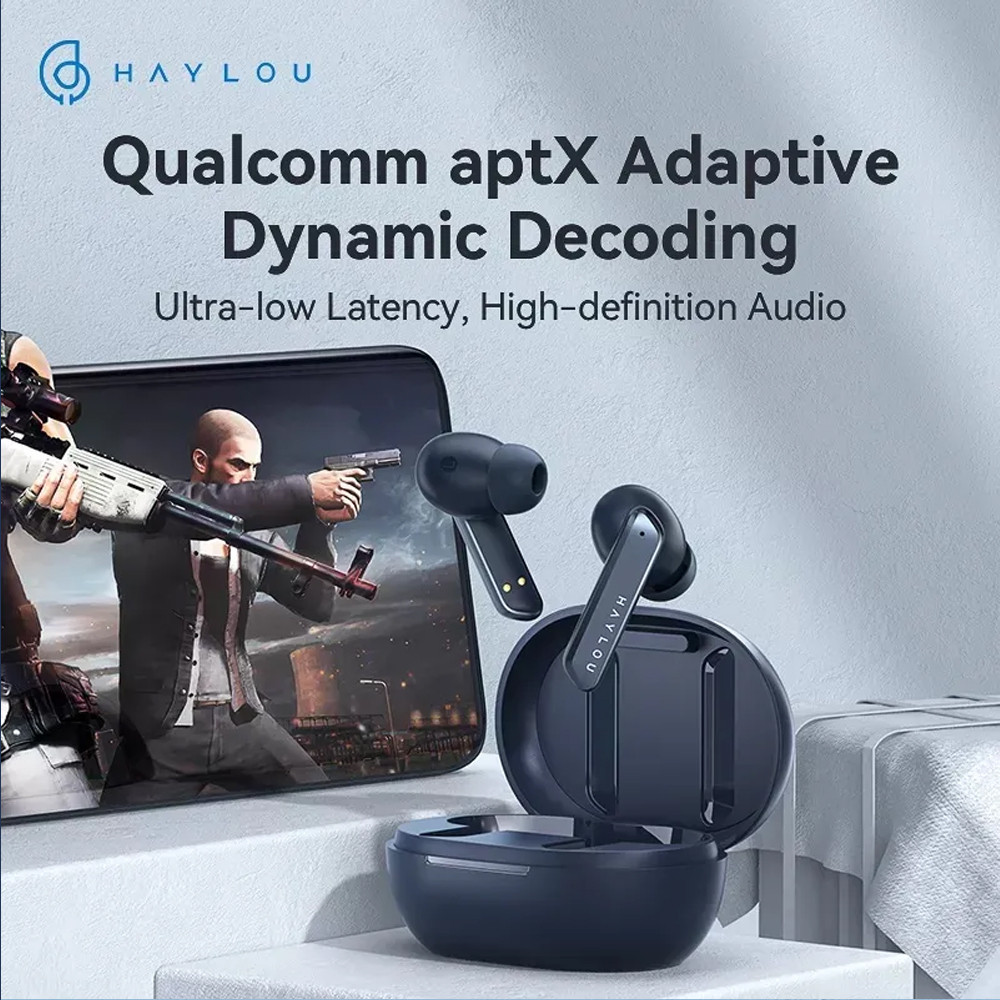 HAYLOU
Qualcomm aptX Adaptive
Dynamic Decoding
Ultra-low Latency, High-definition Audio
HAYLOU